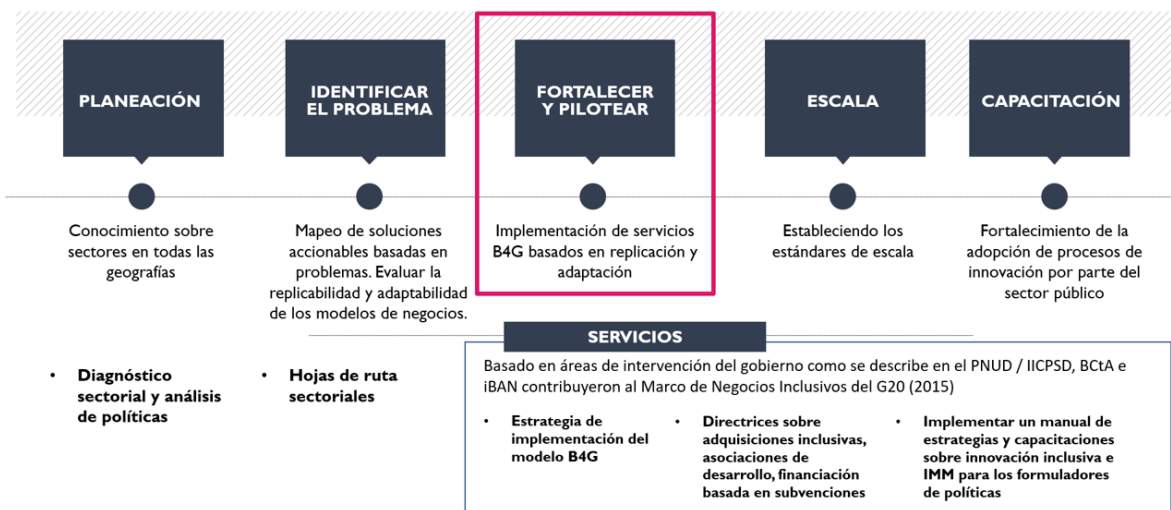 PLANEACIÓN
IDENTIFICAR
EL PROBLEMA
FORTALECER
Y PILOTEAR
ESCALA
CAPACITACIÓN
Conocimiento sobre
sectores en todas las
geografías
Mapeo de soluciones
accionables basadas en
problemas. Evaluar la
replicabilidad y adaptabilidad
de los modelos de negocios.
Implementación de servicios
B4G basados en replicación y
adaptación
Estableciendo los
estándares de escala
Fortalecimiento de la
adopción de procesos de
innovación por parte del
sector público
• Diagnóstico
sectorial y análisis
de políticas
• Hojas de ruta
sectoriales
SERVICIOS
Basado en áreas de intervención del gobierno como se describe en el PNUD / IICPSD, BCtA e
iBAN contribuyeron al Marco de Negocios Inclusivos del G20 (2015)
• Estrategia de
implementación del
modelo B4G
• Directrices sobre
adquisiciones inclusivas,
asociaciones de
desarrollo, financiación
basada en subvenciones
• Implementar un manual de
estrategias y capacitaciones
sobre innovación inclusiva e
IMM para los formuladores
de políticas